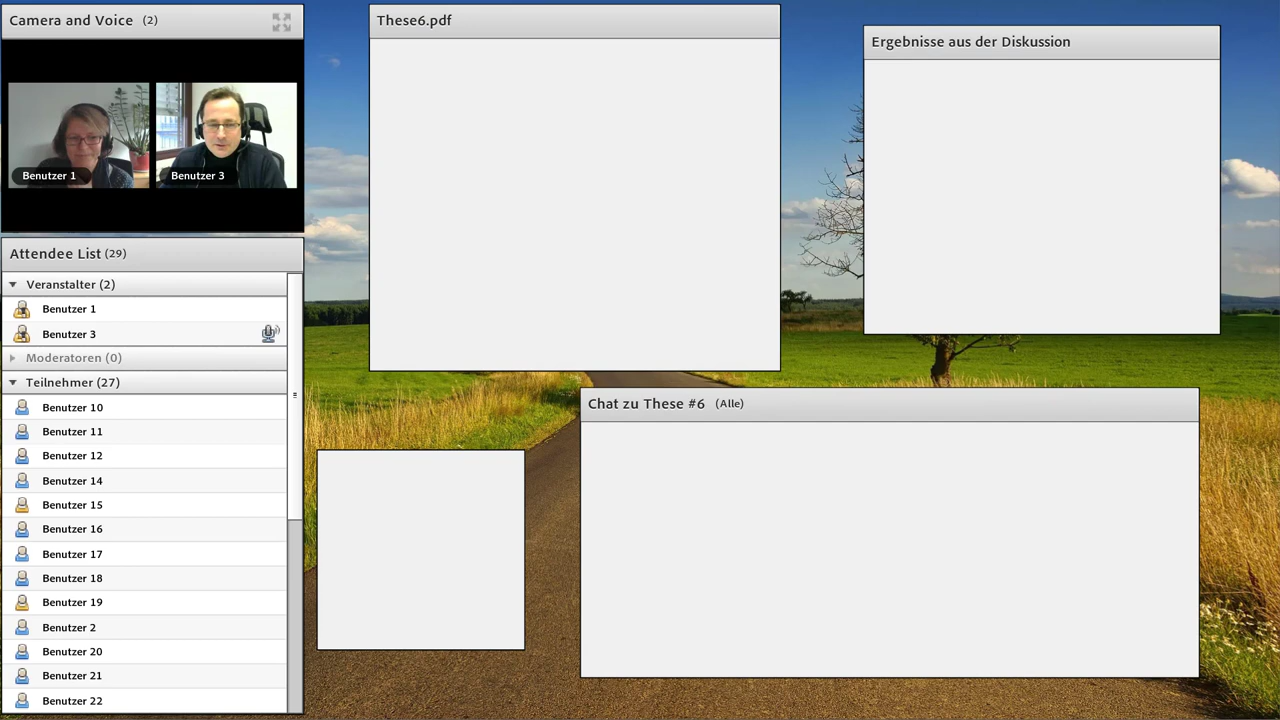 Camera and Voice (2)
Benutzer 1
Benutzer 3
Attendee List (29)
Veranstalter (2)
Benutzer 1
Benutzer 3
Moderatoren (0)
Teilnehmer (27)
Benutzer 10
Benutzer 11
Benutzer 12
Benutzer 14
Benutzer 15
Benutzer 16
Benutzer 17
Benutzer 18
Benutzer 19
Benutzer 2
Benutzer 20
Benutzer 21
Benutzer 22
These6.pdf
Ergebnisse aus der Diskussion
Chat zu These #6 (Alle)